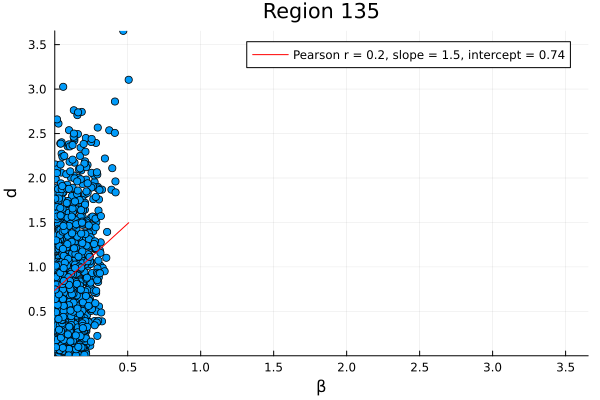 Region 135
Pearson r = 0.2, slope = 1.5, intercept = 0.74
3.5
3.0
2.5
2.0
1.5
1.0
0.5
d
0.5 1.0 1.5 2.0 2.5 3.0 3.5
β